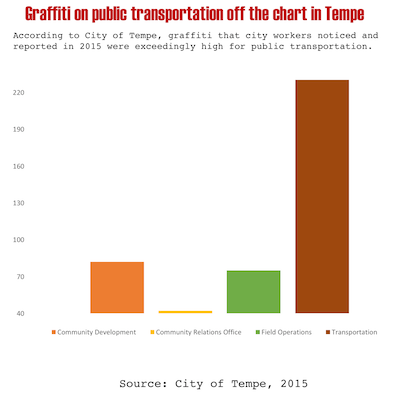 Graffiti on public transportation off the chart in Tempe
According to City of Tempe, graffiti that city workers noticed and
reported in 2015 were exceedingly high for public transportation.
220
190
160
130
100
70
40
Community Development Community Relations Office Field Operations Transportation
Source: City of Tempe, 2015